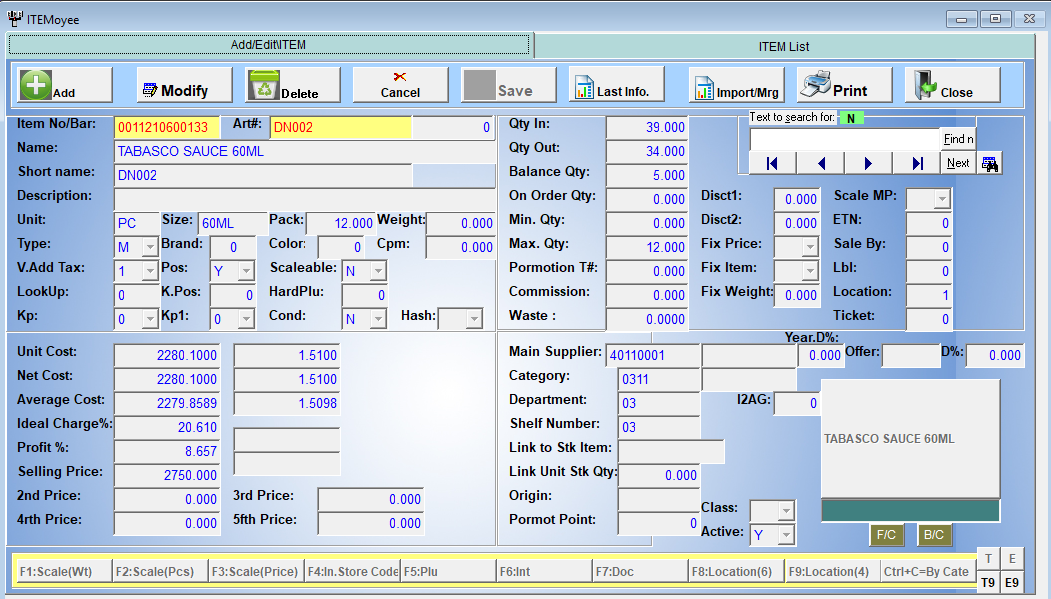 ITEMoyee
Add/Edit\ITEM
ITEM List
Add
Modify
Delete
Cancel
Save
Last Info.
Import/Mrg
Print
Close
Item No/Bar: 0011210600133 Art#: DN002 0
Name: TABASCO SAUCE 60ML
Short name: DN002
Description:
Unit: PC Size: 60ML Pack: 12.000 Weight: 0.000
Type: M Brand: 0 Color: 0 Cpm: 0.000
V.Add Tax: 1 Pos: Y Scaleable: N
LookUp: 0 K.Pos: 0 HardPlu: 0
Kp: 0 Kp1: 0 Cond: N Hash:
Qty In: 39.000
Qty Out: 34.000
Balance Qty: 5.000
On Order Qty: 0.000
Min. Qty: 0.000
Max. Qty: 12.000
Pormotion T#: 0.000
Commission: 0.000
Waste : 0.0000
Text to search for: N
Find n
Next
Disct1: 0.000 Scale MP:
Disct2: 0.000 ETN: 0
Fix Price: Sale By: 0
Fix Item: Lbl: 0
Fix Weight: 0.000 Location: 1
Ticket: 0
Unit Cost: 2280.1000 1.5100
Net Cost: 2280.1000 1.5100
Average Cost: 2279.8589 1.5098
Ideal Charge%: 20.610
Profit %: 8.657
Selling Price: 2750.000
2nd Price: 0.000 3rd Price: 0.000
4rth Price: 0.000 5fth Price: 0.000
Year.D%:
Main Supplier: 40110001 0.000 Offer: D%: 0.000
Category: 0311
Department: 03 I2AG: 0
Shelf Number: 03
Link to Stk Item:
Link Unit Stk Qty: 0.000
Origin:
Pormot Point: 0
Class:
Active: Y
TABASCO SAUCE 60ML
F/C B/C
F1:Scale(Wt) F2:Scale(Pcs) F3:Scale(Price) F4:In.Store Code F5:Plu F6:Int F7:Doc F8:Location(6) F9:Location(4) Ctrl+C=By Cate
T E
T9 E9